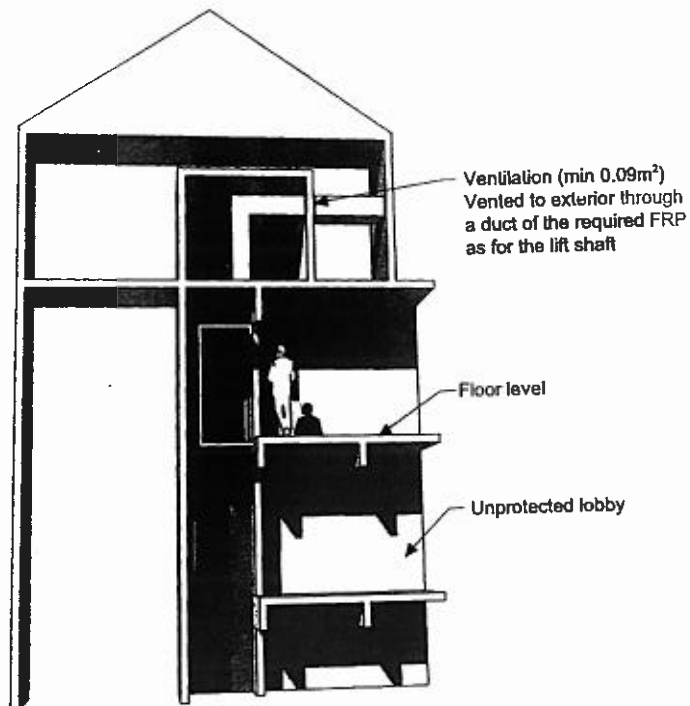 Ventilation (min 0.09m²)
Vented to exterior through
a duct of the required FRP
as for the lift shaft
Floor level
Unprotected lobby